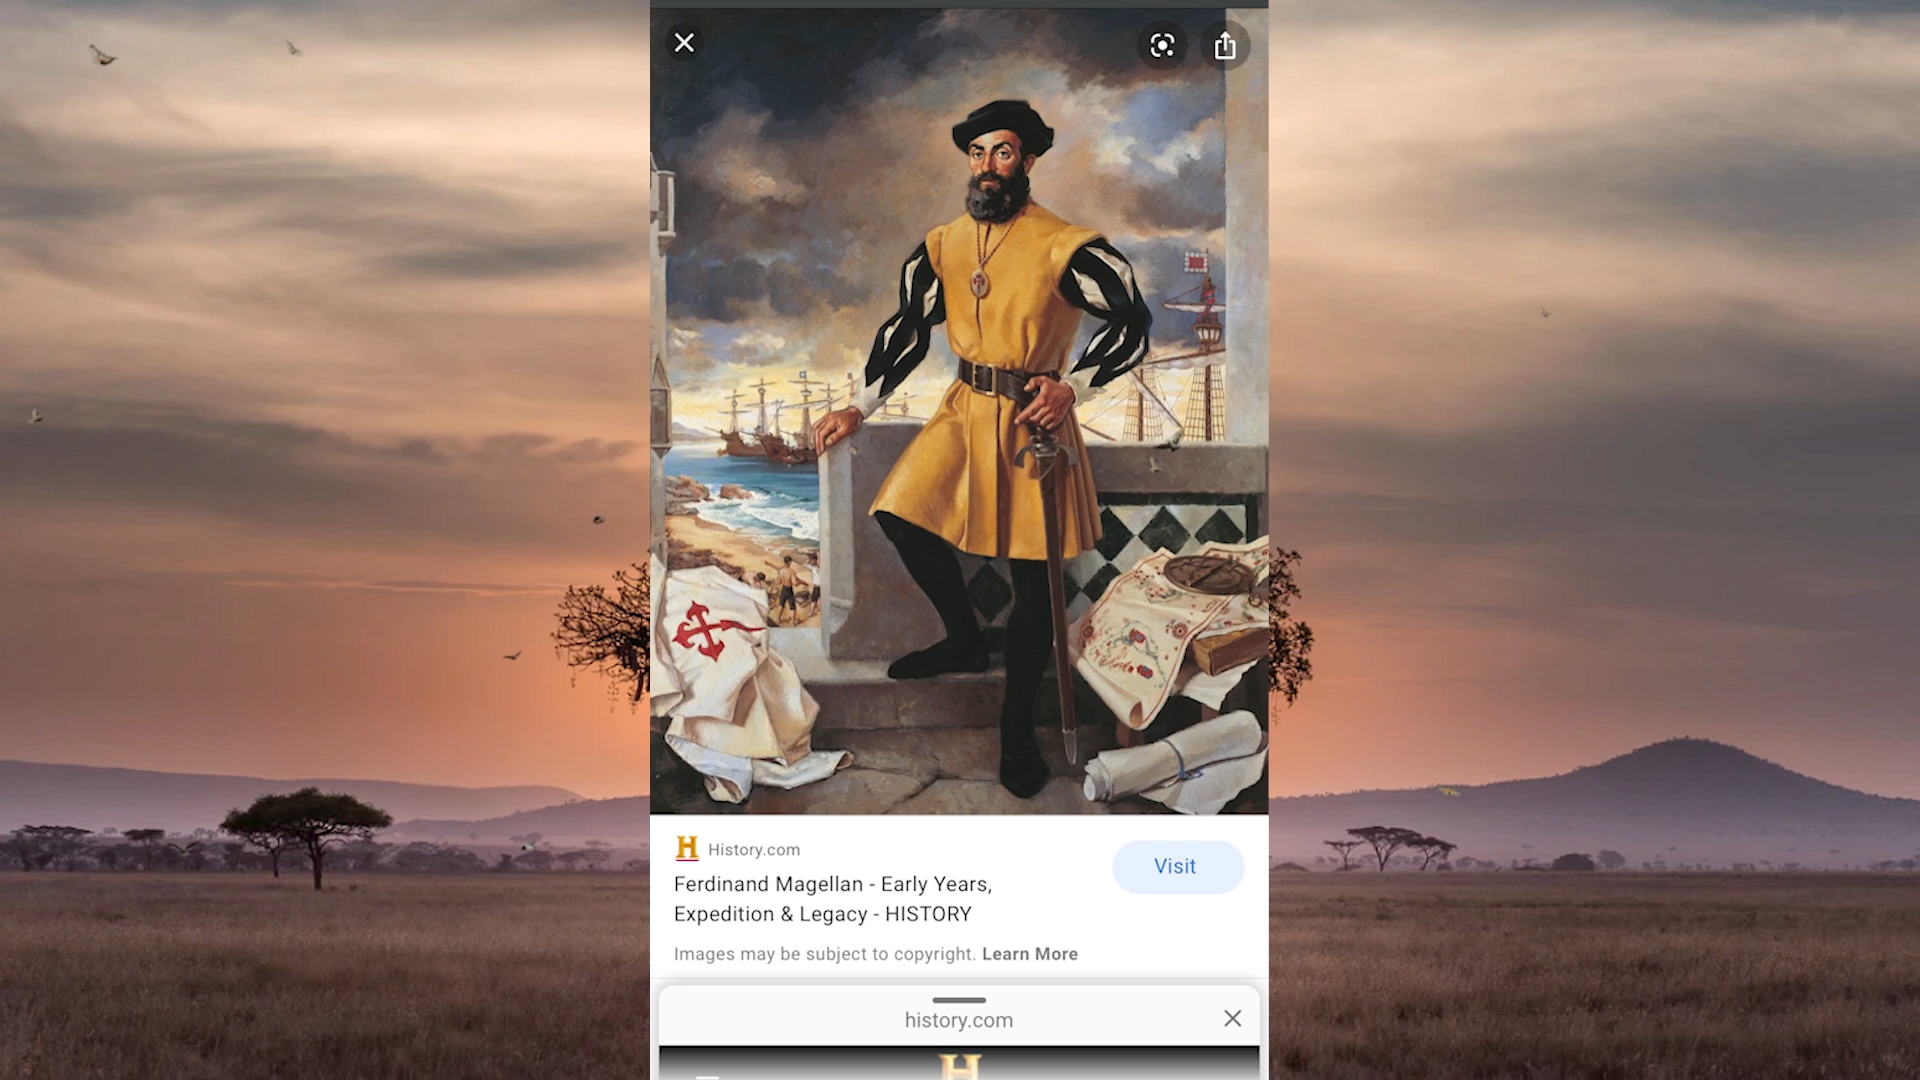 H History.com
Visit
Ferdinand Magellan - Early Years,
Expedition & Legacy - HISTORY
Images may be subject to copyright. Learn More
history.com
H